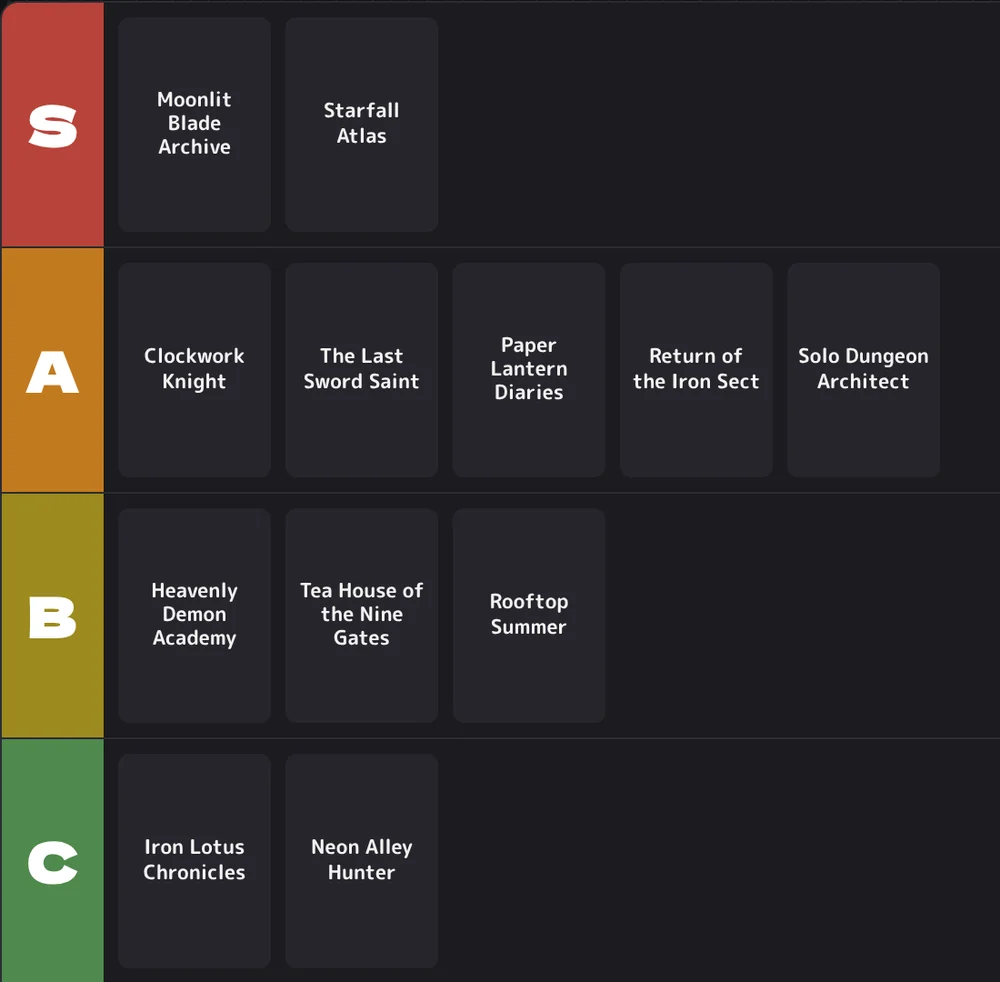 S
Moonlit
Blade
Archive
Starfall
Atlas
A
Clockwork
Knight
The Last
Sword Saint
Paper
Lantern
Diaries
Return of
the Iron Sect
Solo Dungeon
Architect
B
Heavenly
Demon
Academy
Tea House of
the Nine
Gates
Rooftop
Summer
C
Iron Lotus
Chronicles
Neon Alley
Hunter